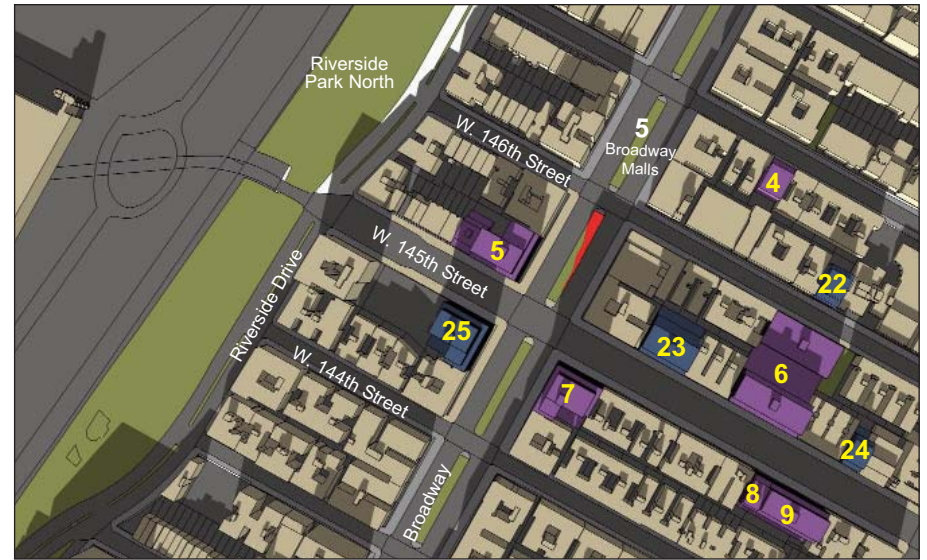 Riverside
Park North
W. 146th Street
5
Broadway
Malls
4
5
W. 145th Street
22
Riverside Drive
25
23
6
W. 144th Street
7
24
Broadway
8
9